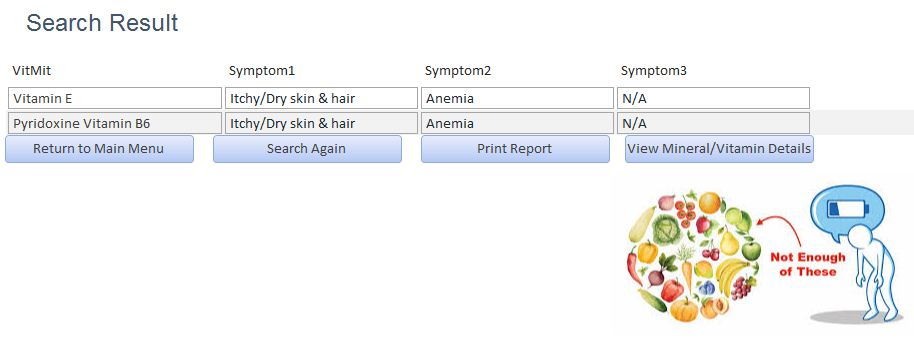 Search Result
VitMit Symptom1 Symptom2 Symptom3
Vitamin E Itchy/Dry skin & hair Anemia N/A
Pyridoxine Vitamin B6 Itchy/Dry skin & hair Anemia N/A
Return to Main Menu Search Again Print Report View Mineral/Vitamin Details
Not Enough
of These